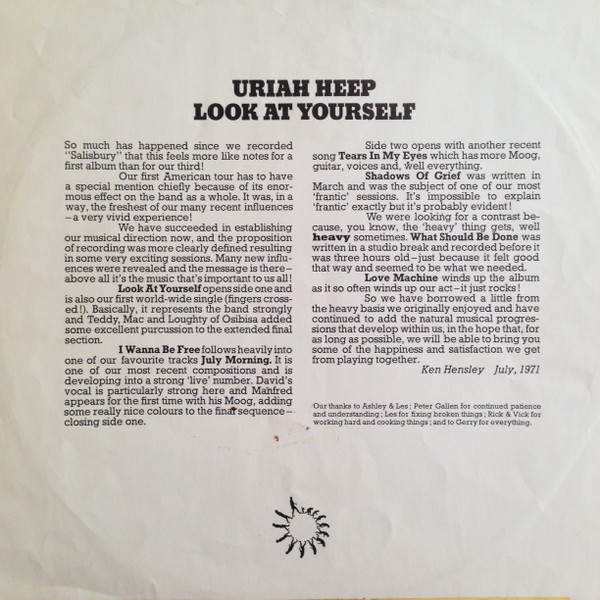 URIAH HEEP
LOOK AT YOURSELF
So much has happened since we recorded
"Salisbury" that this feels more like notes for a
first album than for our third!
Our first American tour has to have
a special mention chiefly because of its enor-
mous effect on the band as a whole. It was, in a
way, the freshest of our many recent influences
–a very vivid experience!
We have succeeded in establishing
our musical direction now, and the proposition
of recording was more clearly defined resulting
in some very exciting sessions. Many new influ-
ences were revealed and the message is there–
above all it's the music that's important to us all!
Look At Yourself opens side one and
is also our first world-wide single (fingers cross-
ed!). Basically, it represents the band strongly
and Teddy, Mac and Loughty of Osibisa added
some excellent purcussion to the extended final
section.
I Wanna Be Free follows heavily into
one of our favourite tracks July Morning. It is
one of our most recent compositions and is
developing into a strong 'live' number. David's
vocal is particularly strong here and Manfred
appears for the first time with his Moog, adding
some really nice colours to the final sequence–
closing side one.
Side two opens with another recent
song Tears In My Eyes which has more Moog,
guitar, voices and, well everything.
Shadows Of Grief was written in
March and was the subject of one of our most
'frantic' sessions. It's impossible to explain
'frantic' exactly but it's probably evident!
We were looking for a contrast be-
cause, you know, the 'heavy' thing gets, well
heavy sometimes. What Should Be Done was
written in a studio break and recorded before it
was three hours old–just because it felt good
that way and seemed to be what we needed.
Love Machine winds up the album
as it so often winds up our act–it just rocks!
So we have borrowed a little from
the heavy basis we originally enjoyed and have
continued to add the natural musical progres-
sions that develop within us, in the hope that, for
as long as possible, we will be able to bring you
some of the happiness and satisfaction we get
from playing together.
Ken Hensley July, 1971
Our thanks to Ashley & Les; Peter Gallen for continued patience
and understanding; Les for fixing broken things; Rick & Vick for
working hard and cooking things; and to Gerry for everything.